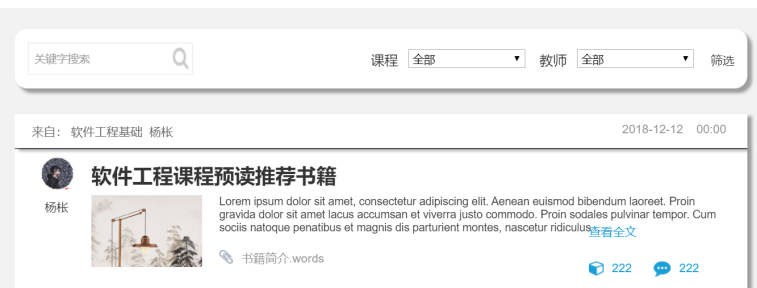 关键字搜索
课程 全部 教师 全部 筛选
来自： 软件工程基础 杨枨 2018-12-12 00:00
软件工程课程预读推荐书籍
杨枨
Lorem ipsum dolor sit amet, consectetur adipiscing elit. Aenean euismod bibendum laoreet. Proin
gravida dolor sit amet lacus accumsan et viverra justo commodo. Proin sodales pulvinar tempor. Cum
sociis natoque penatibus et magnis dis parturient montes, nascetur ridiculus
查看全文
书籍简介.words
222 222